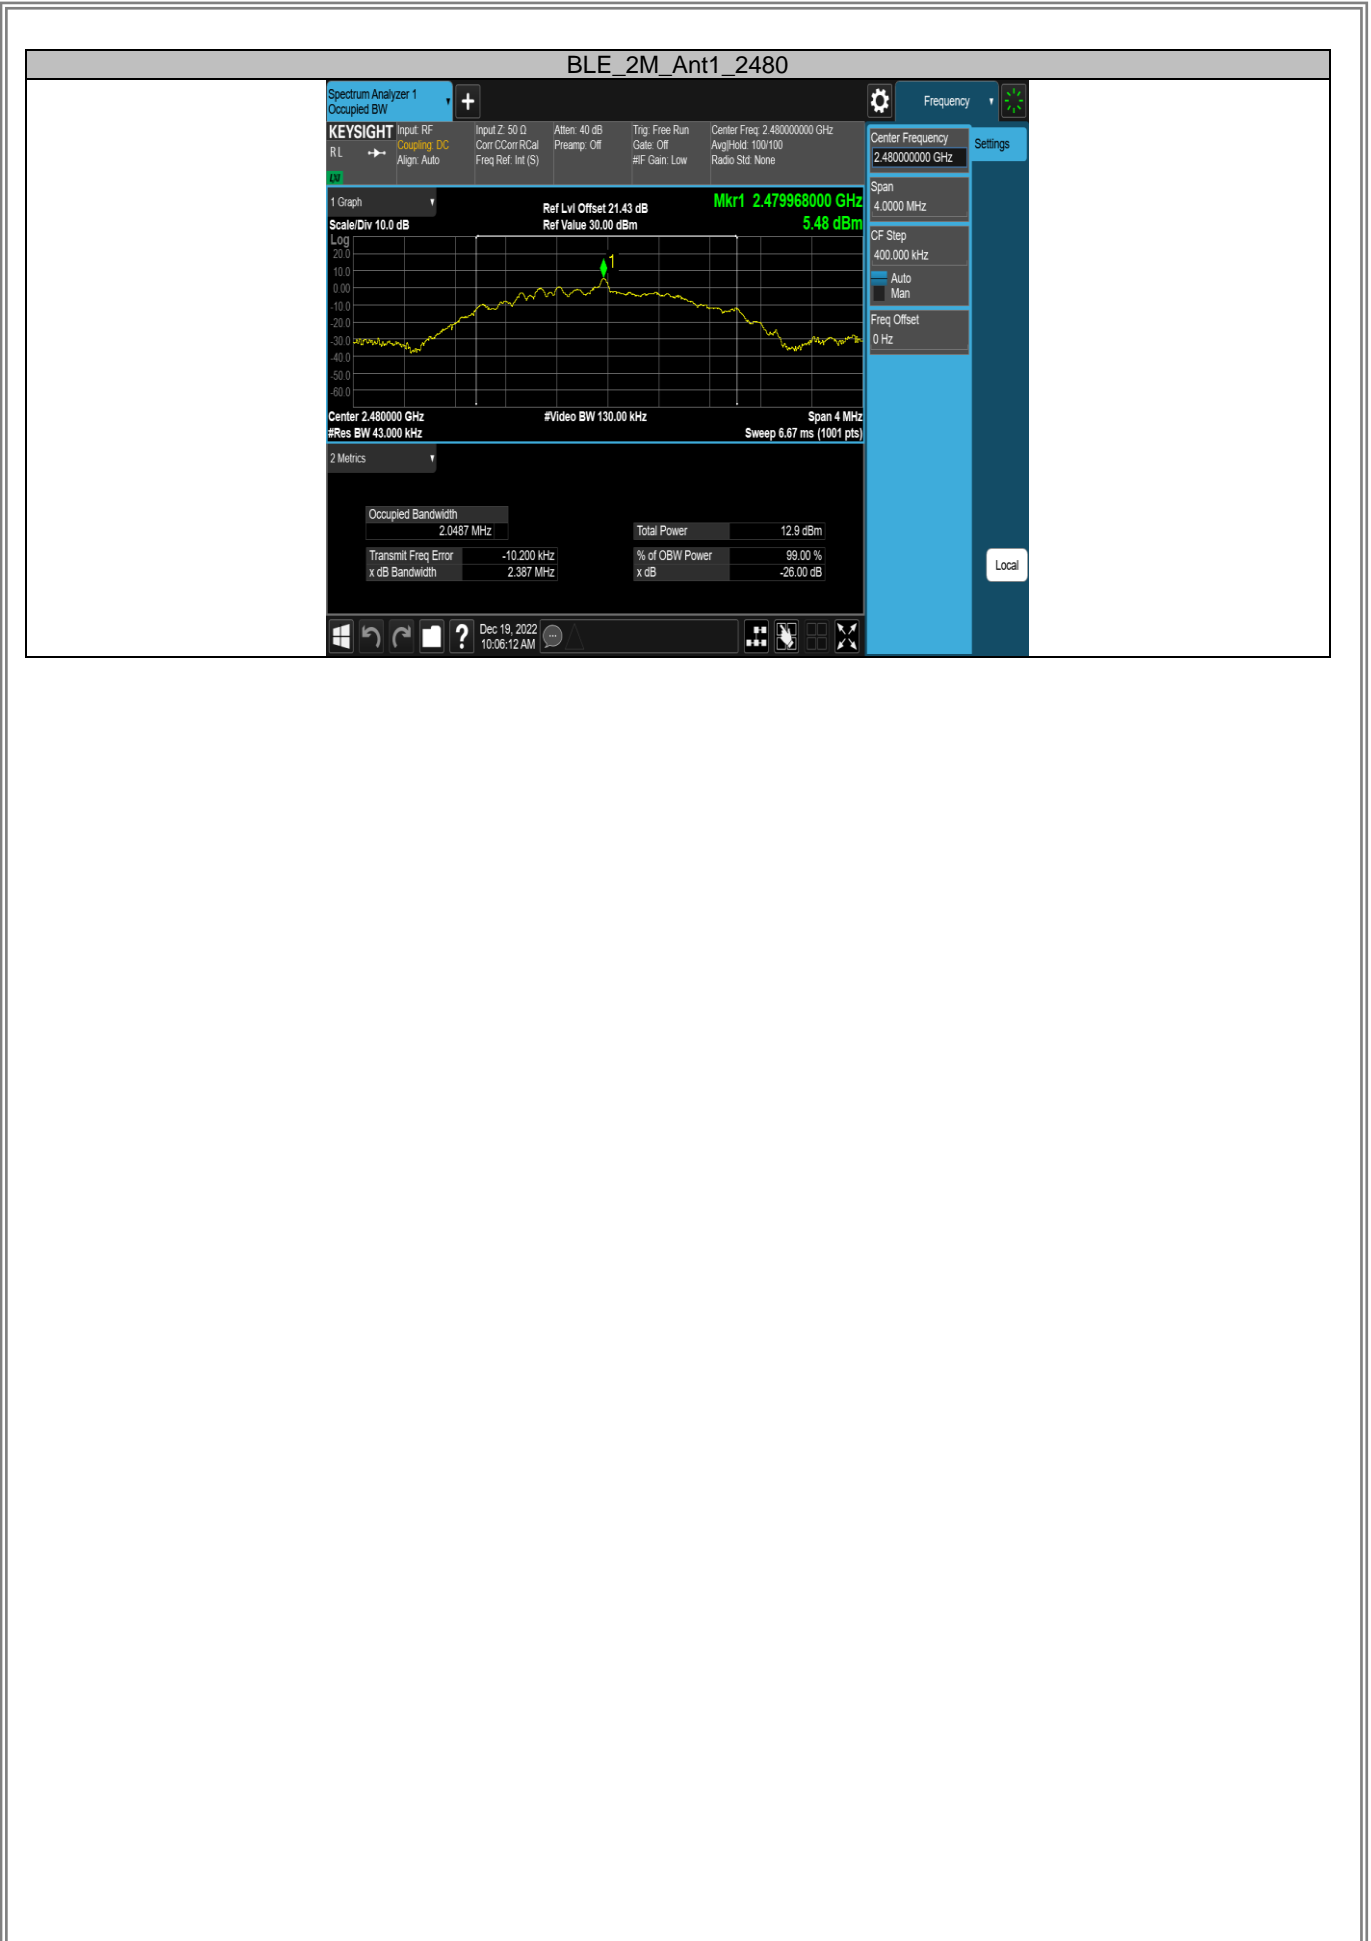 BLE_2M_Ant1_2480
Spectrum Analyzer 1
Occupied BW
+
Frequency
KEYSIGHT
R L
LXI
Input: RF
Coupling: DC
Align: Auto
Input Z: 50 Ω
Corr CCorr RCal
Freq Ref: Int (S)
Atten: 40 dB
Preamp: Off
Trig: Free Run
Gate: Off
#IF Gain: Low
Center Freq: 2.480000000 GHz
Avg|Hold: 100/100
Radio Std: None
Center Frequency
2.480000000 GHz
Settings
Span
4.0000 MHz
CF Step
400.000 kHz
Auto
Man
Freq Offset
0 Hz
Local
1 Graph
Scale/Div 10.0 dB
Ref Lvl Offset 21.43 dB
Ref Value 30.00 dBm
Mkr1 2.479968000 GHz
5.48 dBm
Log
20.0
10.0
0.00
-10.0
-20.0
-30.0
-40.0
-50.0
-60.0
1
Center 2.480000 GHz
#Res BW 43.000 kHz
#Video BW 130.00 kHz
Span 4 MHz
Sweep 6.67 ms (1001 pts)
2 Metrics
Occupied Bandwidth
2.0487 MHz
Total Power 12.9 dBm
Transmit Freq Error -10.200 kHz
% of OBW Power 99.00 %
x dB Bandwidth 2.387 MHz
x dB -26.00 dB
?
Dec 19, 2022
10:06:12 AM